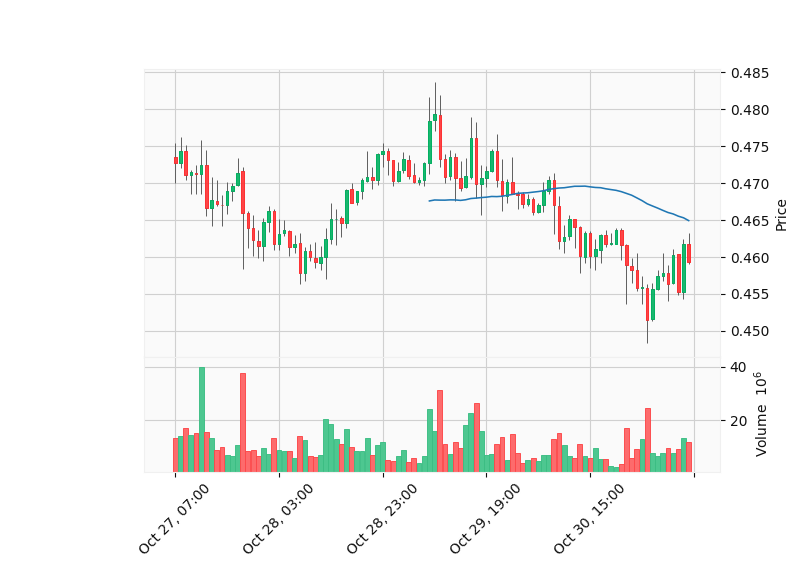 0.485
0.480
0.475
0.470
0.465
0.460
0.455
0.450
Price
40
20
Volume 10^6
Oct 27, 07:00
Oct 28, 03:00
Oct 28, 23:00
Oct 29, 19:00
Oct 30, 15:00